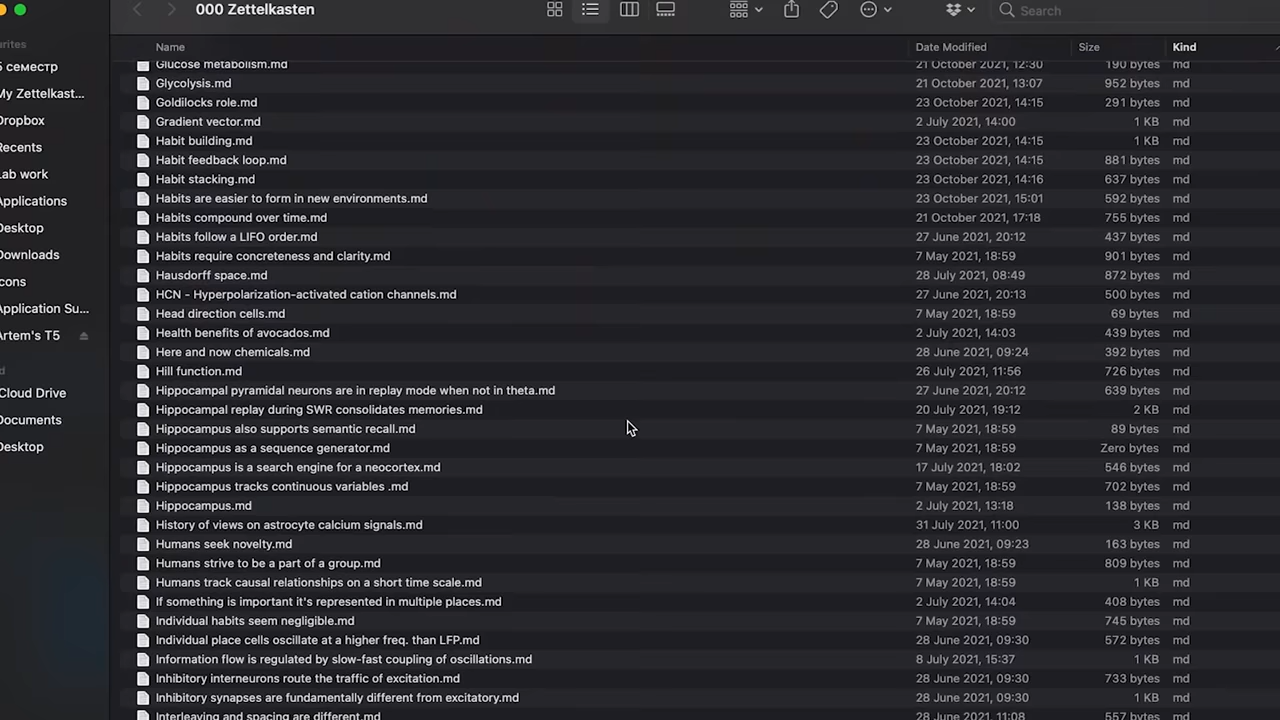 000 Zettelkasten
Search
5 семестр
My Zettelkast...
Dropbox
Recents
Lab work
Applications
Desktop
Downloads
Application Su...
Artem's T5
Cloud Drive
Documents
Desktop
Name Date Modified Size Kind
Glucose metabolism.md 21 October 2021, 12:30 190 bytes md
Glycolysis.md 21 October 2021, 13:07 952 bytes md
Goldilocks role.md 23 October 2021, 14:15 291 bytes md
Gradient vector.md 2 July 2021, 14:00 1 KB md
Habit building.md 23 October 2021, 14:15 1 KB md
Habit feedback loop.md 23 October 2021, 14:15 881 bytes md
Habit stacking.md 23 October 2021, 14:16 637 bytes md
Habits are easier to form in new environments.md 23 October 2021, 15:01 592 bytes md
Habits compound over time.md 21 October 2021, 17:18 755 bytes md
Habits follow a LIFO order.md 27 June 2021, 20:12 437 bytes md
Habits require concreteness and clarity.md 7 May 2021, 18:59 901 bytes md
Hausdorff space.md 28 July 2021, 08:49 872 bytes md
HCN - Hyperpolarization-activated cation channels.md 27 June 2021, 20:13 500 bytes md
Head direction cells.md 7 May 2021, 18:59 69 bytes md
Health benefits of avocados.md 2 July 2021, 14:03 439 bytes md
Here and now chemicals.md 28 June 2021, 09:24 392 bytes md
Hill function.md 26 July 2021, 11:56 726 bytes md
Hippocampal pyramidal neurons are in replay mode when not in theta.md 27 June 2021, 20:12 639 bytes md
Hippocampal replay during SWR consolidates memories.md 20 July 2021, 19:12 2 KB md
Hippocampus also supports semantic recall.md 7 May 2021, 18:59 89 bytes md
Hippocampus as a sequence generator.md 7 May 2021, 18:59 Zero bytes md
Hippocampus is a search engine for a neocortex.md 17 July 2021, 18:02 546 bytes md
Hippocampus tracks continuous variables .md 7 May 2021, 18:59 702 bytes md
Hippocampus.md 2 July 2021, 13:18 138 bytes md
History of views on astrocyte calcium signals.md 31 July 2021, 11:00 3 KB md
Humans seek novelty.md 28 June 2021, 09:23 163 bytes md
Humans strive to be a part of a group.md 7 May 2021, 18:59 809 bytes md
Humans track causal relationships on a short time scale.md 7 May 2021, 18:59 1 KB md
If something is important it's represented in multiple places.md 2 July 2021, 14:04 408 bytes md
Individual habits seem negligible.md 7 May 2021, 18:59 745 bytes md
Individual place cells oscillate at a higher freq. than LFP.md 28 June 2021, 09:30 572 bytes md
Information flow is regulated by slow-fast coupling of oscillations.md 8 July 2021, 15:37 1 KB md
Inhibitory interneurons route the traffic of excitation.md 28 June 2021, 09:30 733 bytes md
Inhibitory synapses are fundamentally different from excitatory.md 28 June 2021, 09:30 1 KB md
Interleaving and spacing are different.md 28 June 2021, 11:08 557 bytes md